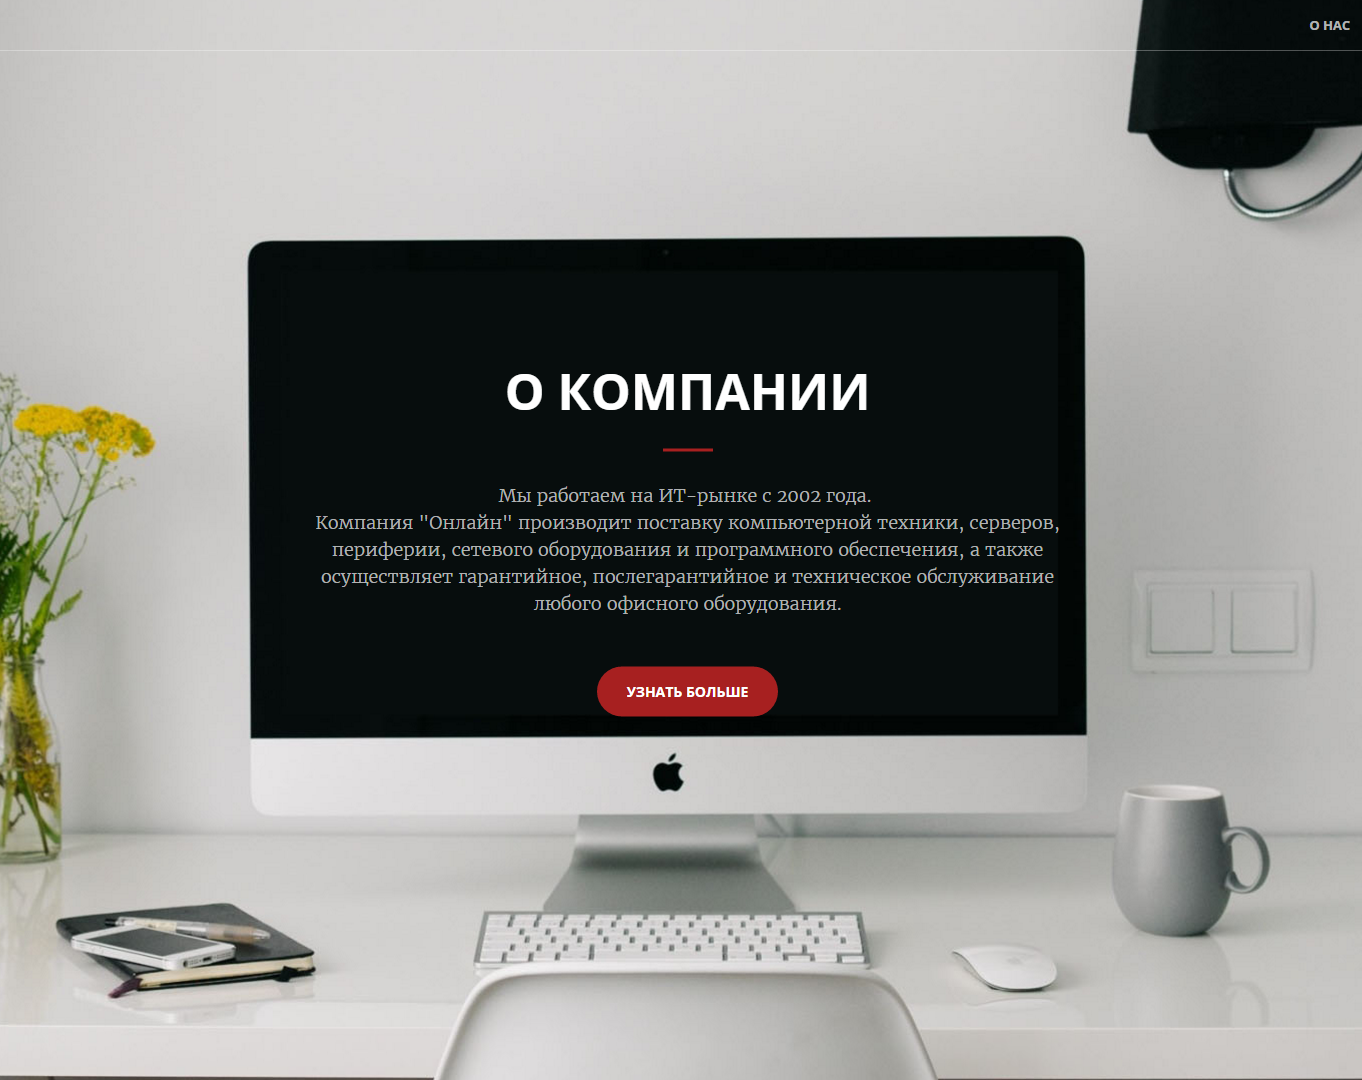 О НАС
О КОМПАНИИ
Мы работаем на ИТ-рынке с 2002 года.
Компания "Онлайн" производит поставку компьютерной техники, серверов,
периферии, сетевого оборудования и программного обеспечения, а также
осуществляет гарантийное, послегарантийное и техническое обслуживание
любого офисного оборудования.
УЗНАТЬ БОЛЬШЕ